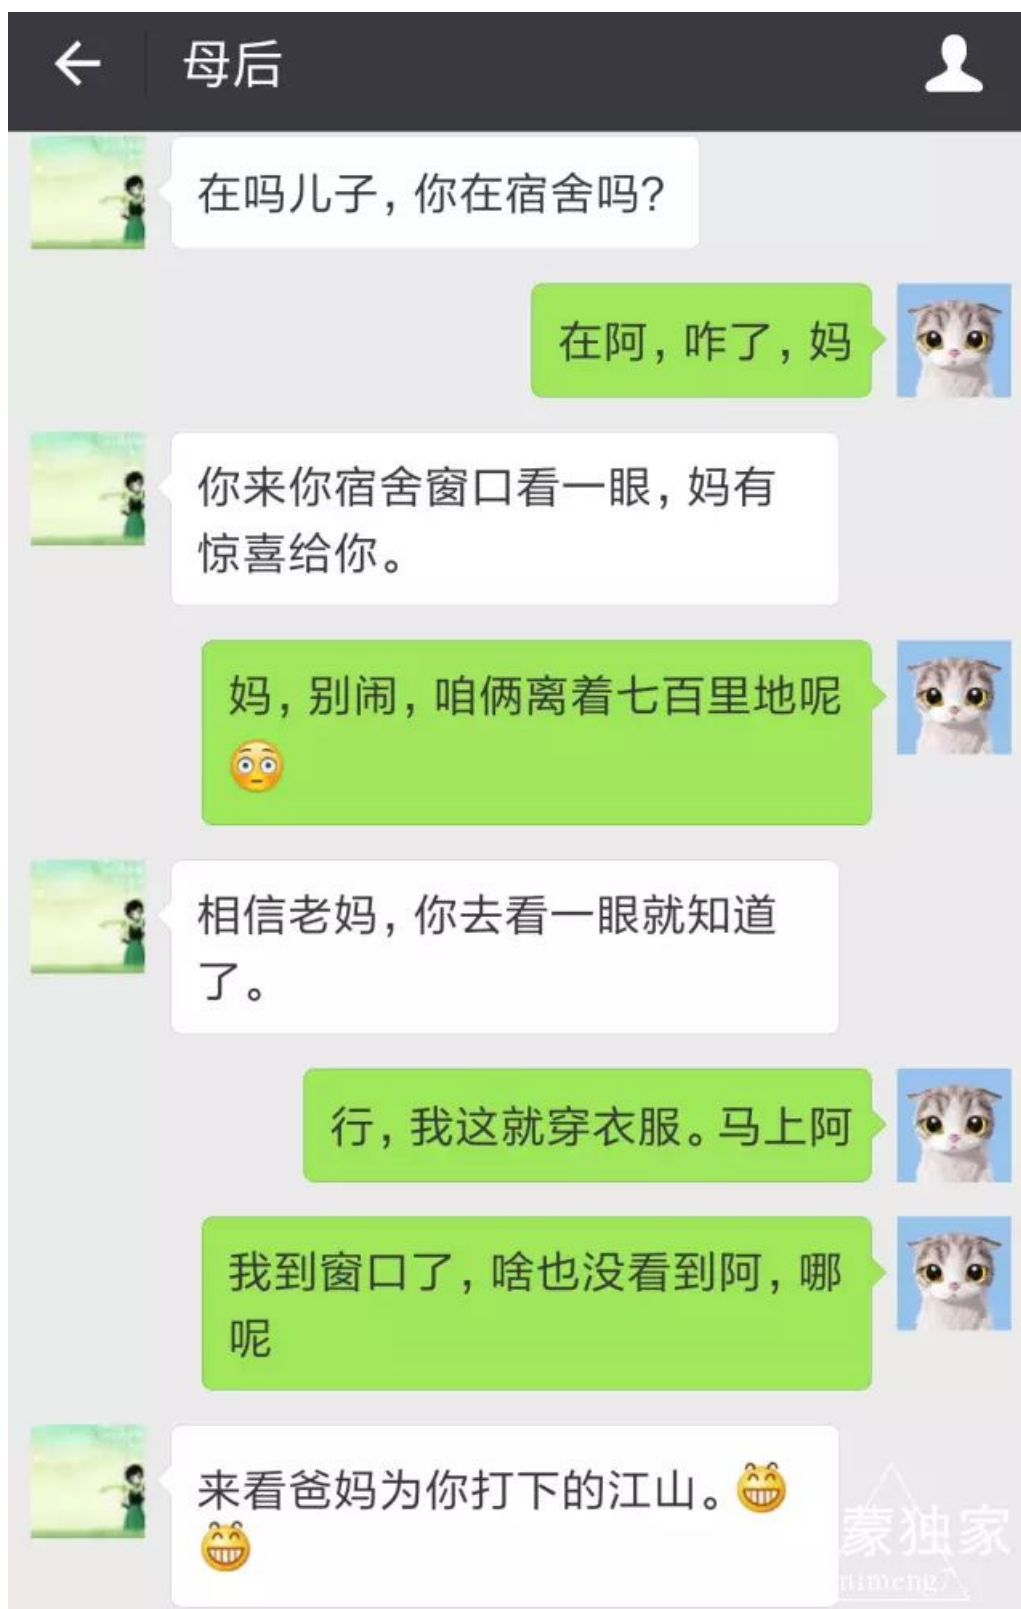 母后
在吗儿子，你在宿舍吗？
在阿，咋了，妈
你来你宿舍窗口看一眼，妈有
惊喜给你。
妈，别闹，咱俩离着七百里地呢
😳
相信老妈，你去看一眼就知道
了。
行，我这就穿衣服。马上阿
我到窗口了，啥也没看到阿，哪
呢
来看爸妈为你打下的江山。😁
😁
蒙独家
nimeng7